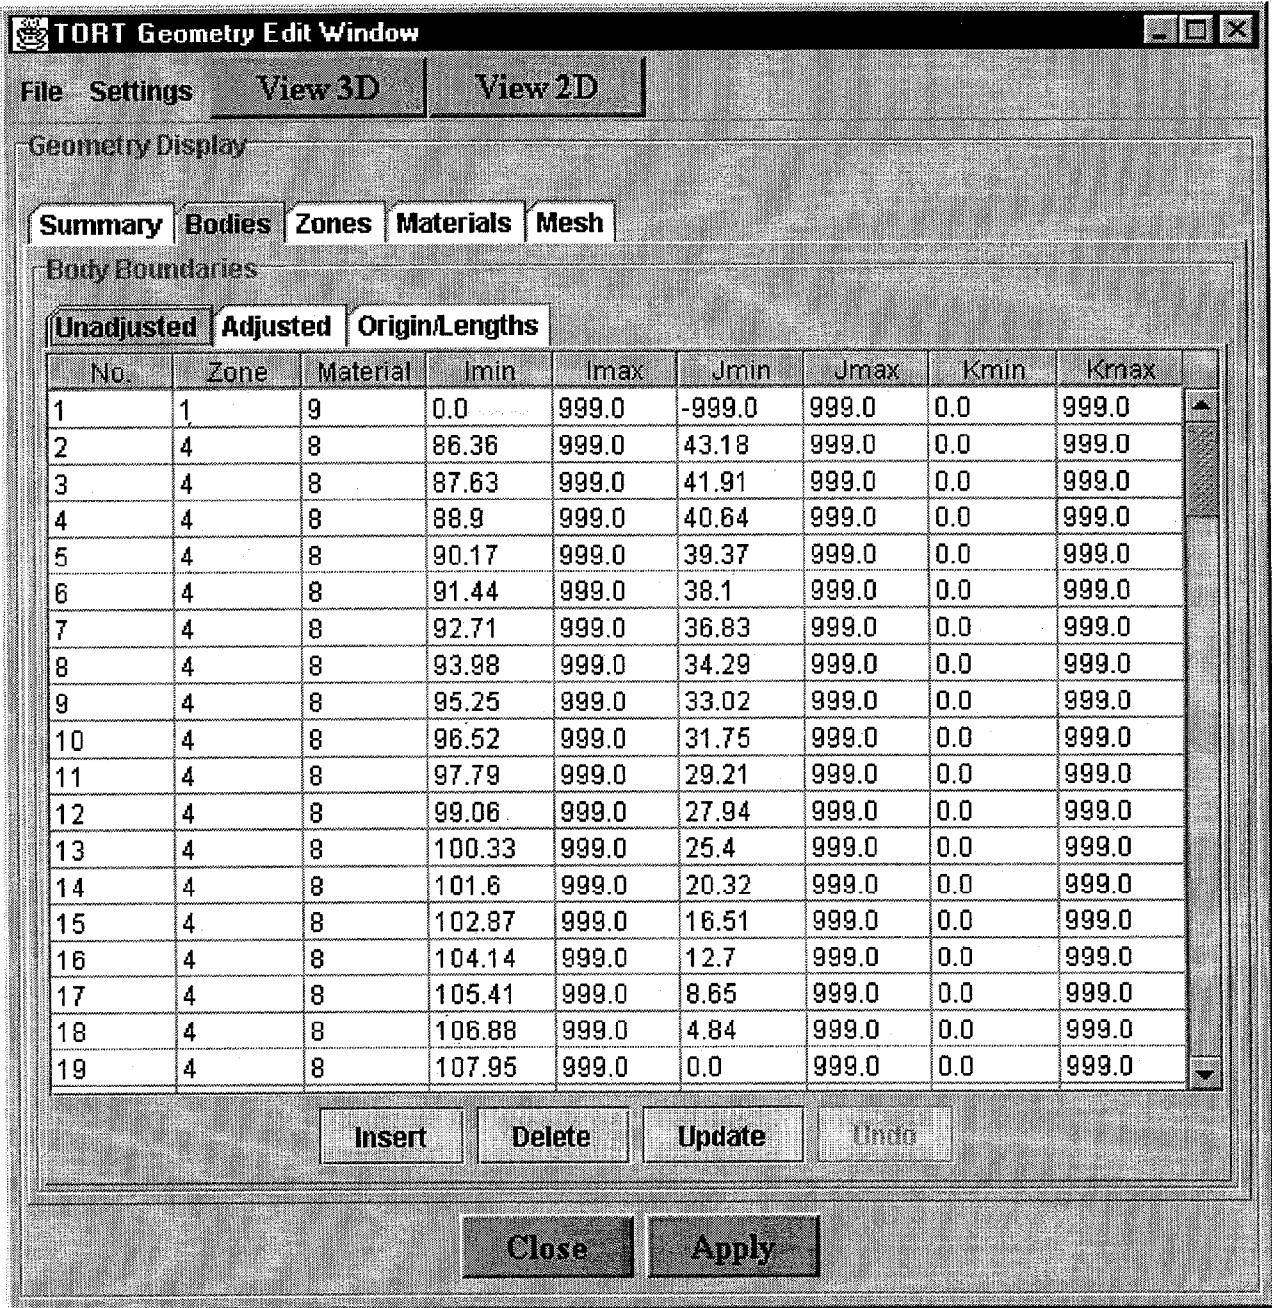 TORT Geometry Edit Window
File Settings View 3D View 2D
Geometry Display
Summary Bodies Zones Materials Mesh
Body Boundaries
Unadjusted Adjusted Origin/Lengths
No. Zone Material Imin Imax Jmin Jmax Kmin Kmax
1 1 9 0.0 999.0 -999.0 999.0 0.0 999.0
2 4 8 86.36 999.0 43.18 999.0 0.0 999.0
3 4 8 87.63 999.0 41.91 999.0 0.0 999.0
4 4 8 88.9 999.0 40.64 999.0 0.0 999.0
5 4 8 90.17 999.0 39.37 999.0 0.0 999.0
6 4 8 91.44 999.0 38.1 999.0 0.0 999.0
7 4 8 92.71 999.0 36.83 999.0 0.0 999.0
8 4 8 93.98 999.0 34.29 999.0 0.0 999.0
9 4 8 95.25 999.0 33.02 999.0 0.0 999.0
10 4 8 96.52 999.0 31.75 999.0 0.0 999.0
11 4 8 97.79 999.0 29.21 999.0 0.0 999.0
12 4 8 99.06 999.0 27.94 999.0 0.0 999.0
13 4 8 100.33 999.0 25.4 999.0 0.0 999.0
14 4 8 101.6 999.0 20.32 999.0 0.0 999.0
15 4 8 102.87 999.0 16.51 999.0 0.0 999.0
16 4 8 104.14 999.0 12.7 999.0 0.0 999.0
17 4 8 105.41 999.0 8.65 999.0 0.0 999.0
18 4 8 106.88 999.0 4.84 999.0 0.0 999.0
19 4 8 107.95 999.0 0.0 999.0 0.0 999.0
Insert Delete Update Undo
Close Apply